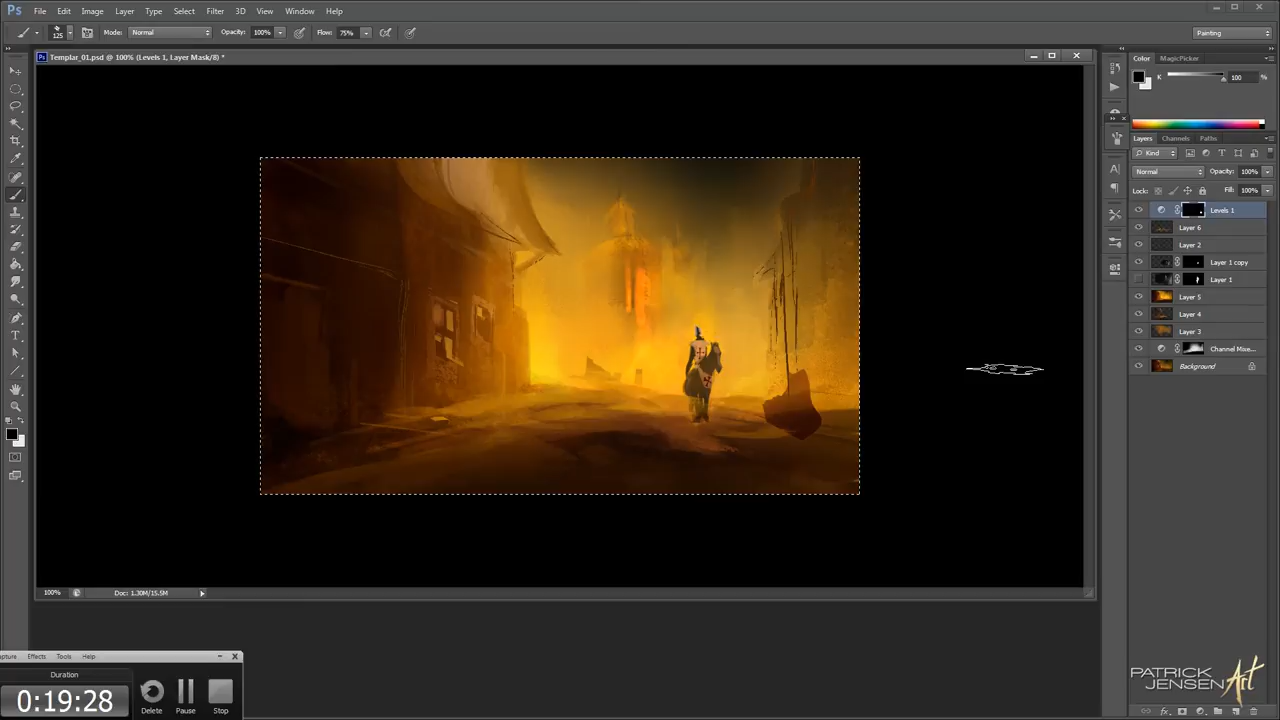 Ps File Edit Image Layer Type Select Filter 3D View Window Help
125 Mode: Normal Opacity: 100% Flow: 75% Painting
Templar_01.psd @ 100% (Levels 1, Layer Mask/8) *
Color MagicPicker
K 100 %
Layers Channels Paths
Kind
Normal Opacity: 100%
Lock: Fill: 100%
Levels 1
Layer 6
Layer 2
Layer 1 copy
Layer 1
Layer 5
Layer 4
Layer 3
Channel Mixe...
Background
100% Doc: 1.30M/15.5M
apture Effects Tools Help
Duration
0:19:28
Delete Pause Stop
PATRICK
JENSEN Art